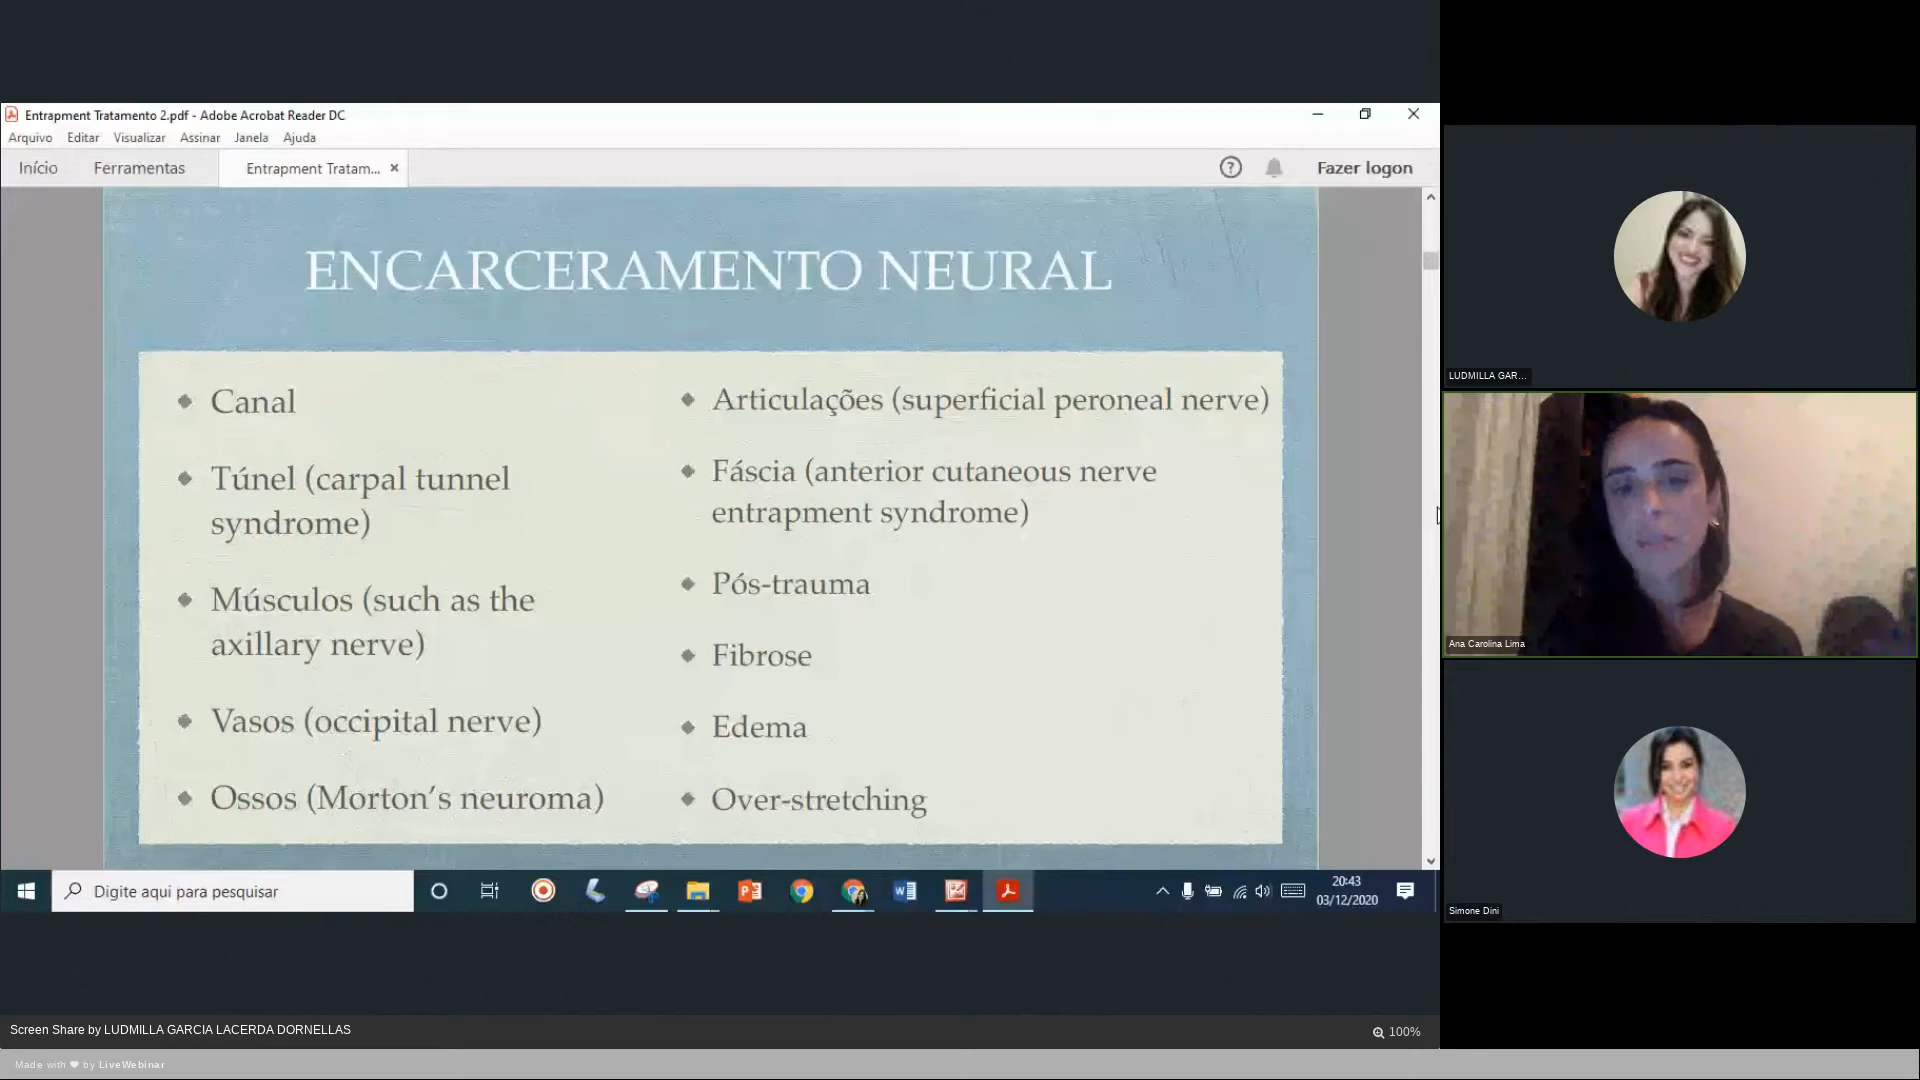 Entrapment Tratamento 2.pdf - Adobe Acrobat Reader DC
Arquivo Editar Visualizar Assinar Janela Ajuda
Início Ferramentas Entrapment Tratam... × ? Fazer logon
ENCARCERAMENTO NEURAL
Canal
Túnel (carpal tunnel
syndrome)
Músculos (such as the
axillary nerve)
Vasos (occipital nerve)
Ossos (Morton’s neuroma)
Articulações (superficial peroneal nerve)
Fáscia (anterior cutaneous nerve
entrapment syndrome)
Pós-trauma
Fibrose
Edema
Over-stretching
Digite aqui para pesquisar
20:43
03/12/2020
LUDMILLA GAR...
Ana Carolina Lima
Simone Dini
Screen Share by LUDMILLA GARCIA LACERDA DORNELLAS
100%
Made with ❤ by LiveWebinar